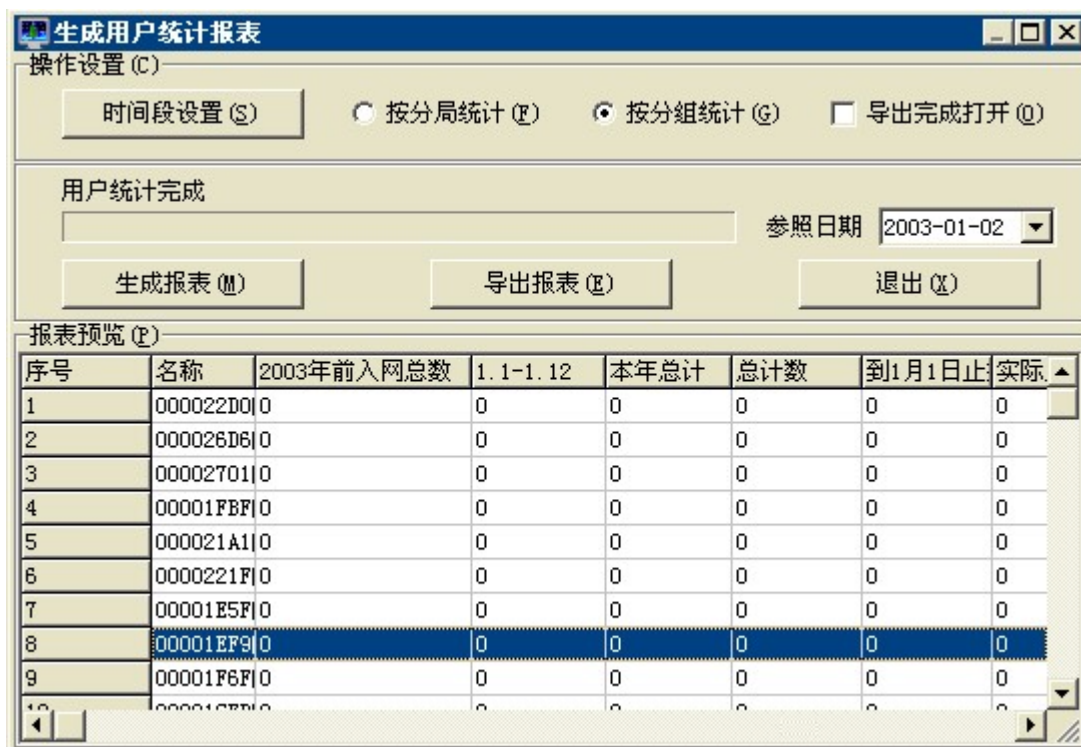 生成用户统计报表
操作设置(C)
时间段设置(S) 按分局统计(F) 按分组统计(G) 导出完成打开(O)
用户统计完成
参照日期 2003-01-02
生成报表(M) 导出报表(E) 退出(X)
报表预览(P)
序号 名称 2003年前入网总数 1.1-1.12 本年总计 总计数 到1月1日止 实际
1 000022D0 0 0 0 0 0 0
2 000026D6 0 0 0 0 0 0
3 00002701 0 0 0 0 0 0
4 00001FBF 0 0 0 0 0 0
5 000021A1 0 0 0 0 0 0
6 0000221F 0 0 0 0 0 0
7 00001E5F 0 0 0 0 0 0
8 00001EF9 0 0 0 0 0 0
9 00001F6F 0 0 0 0 0 0